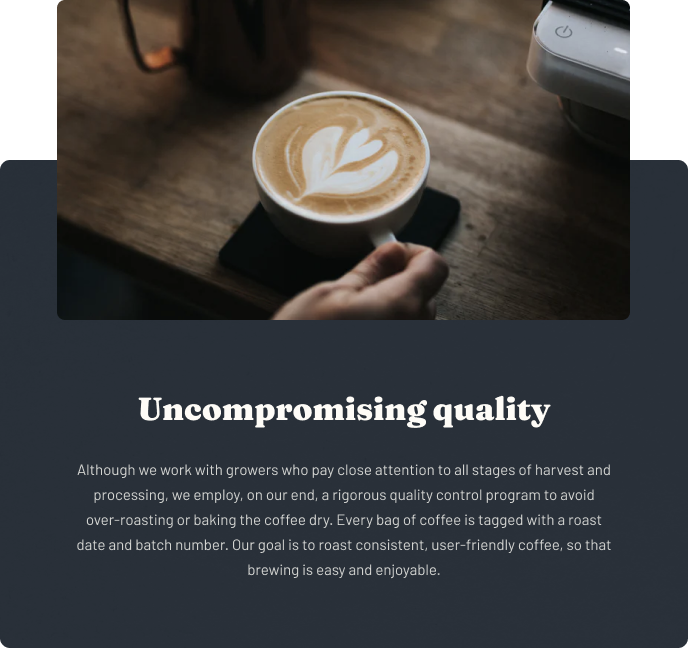 Uncompromising quality
Although we work with growers who pay close attention to all stages of harvest and
processing, we employ, on our end, a rigorous quality control program to avoid
over-roasting or baking the coffee dry. Every bag of coffee is tagged with a roast
date and batch number. Our goal is to roast consistent, user-friendly coffee, so that
brewing is easy and enjoyable.